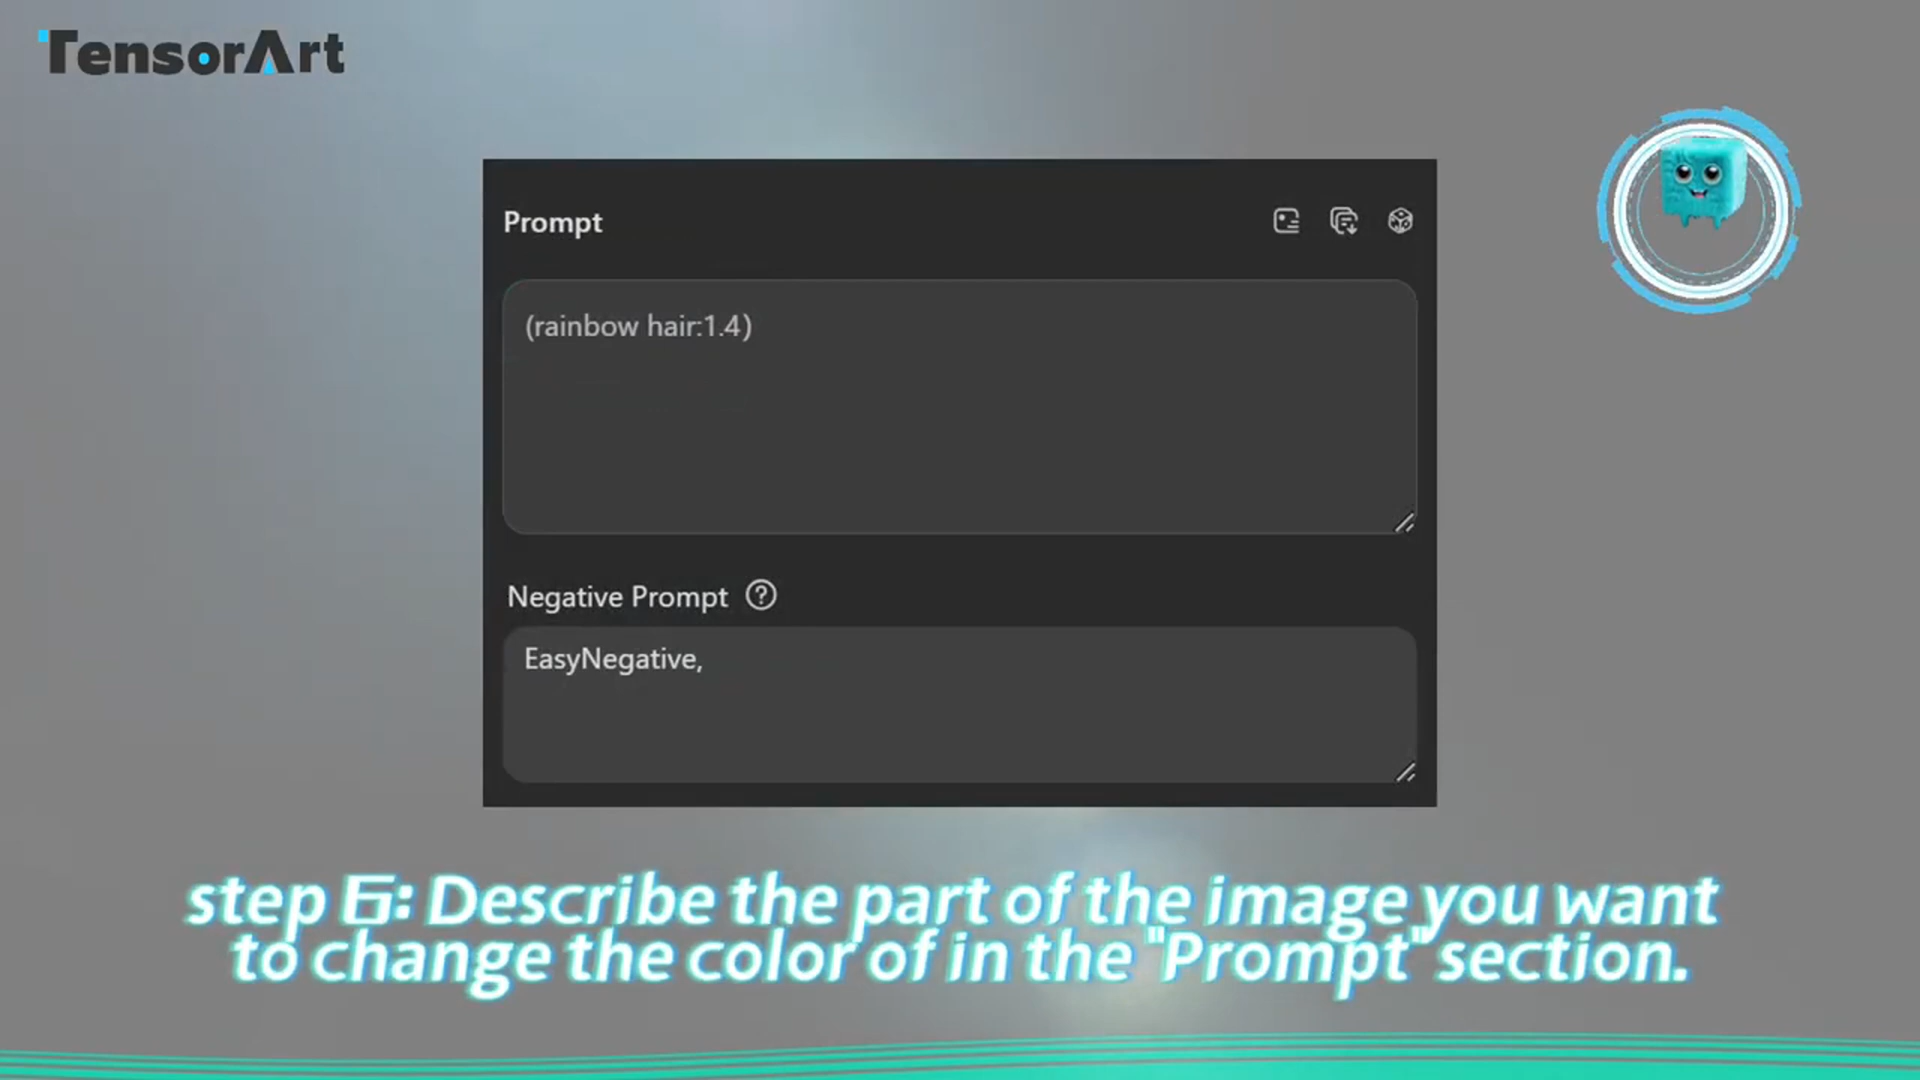 TensorArt
Prompt
(rainbow hair:1.4)
Negative Prompt ?
EasyNegative,
step 6: Describe the part of the image you want
to change the color of in the "Prompt" section.